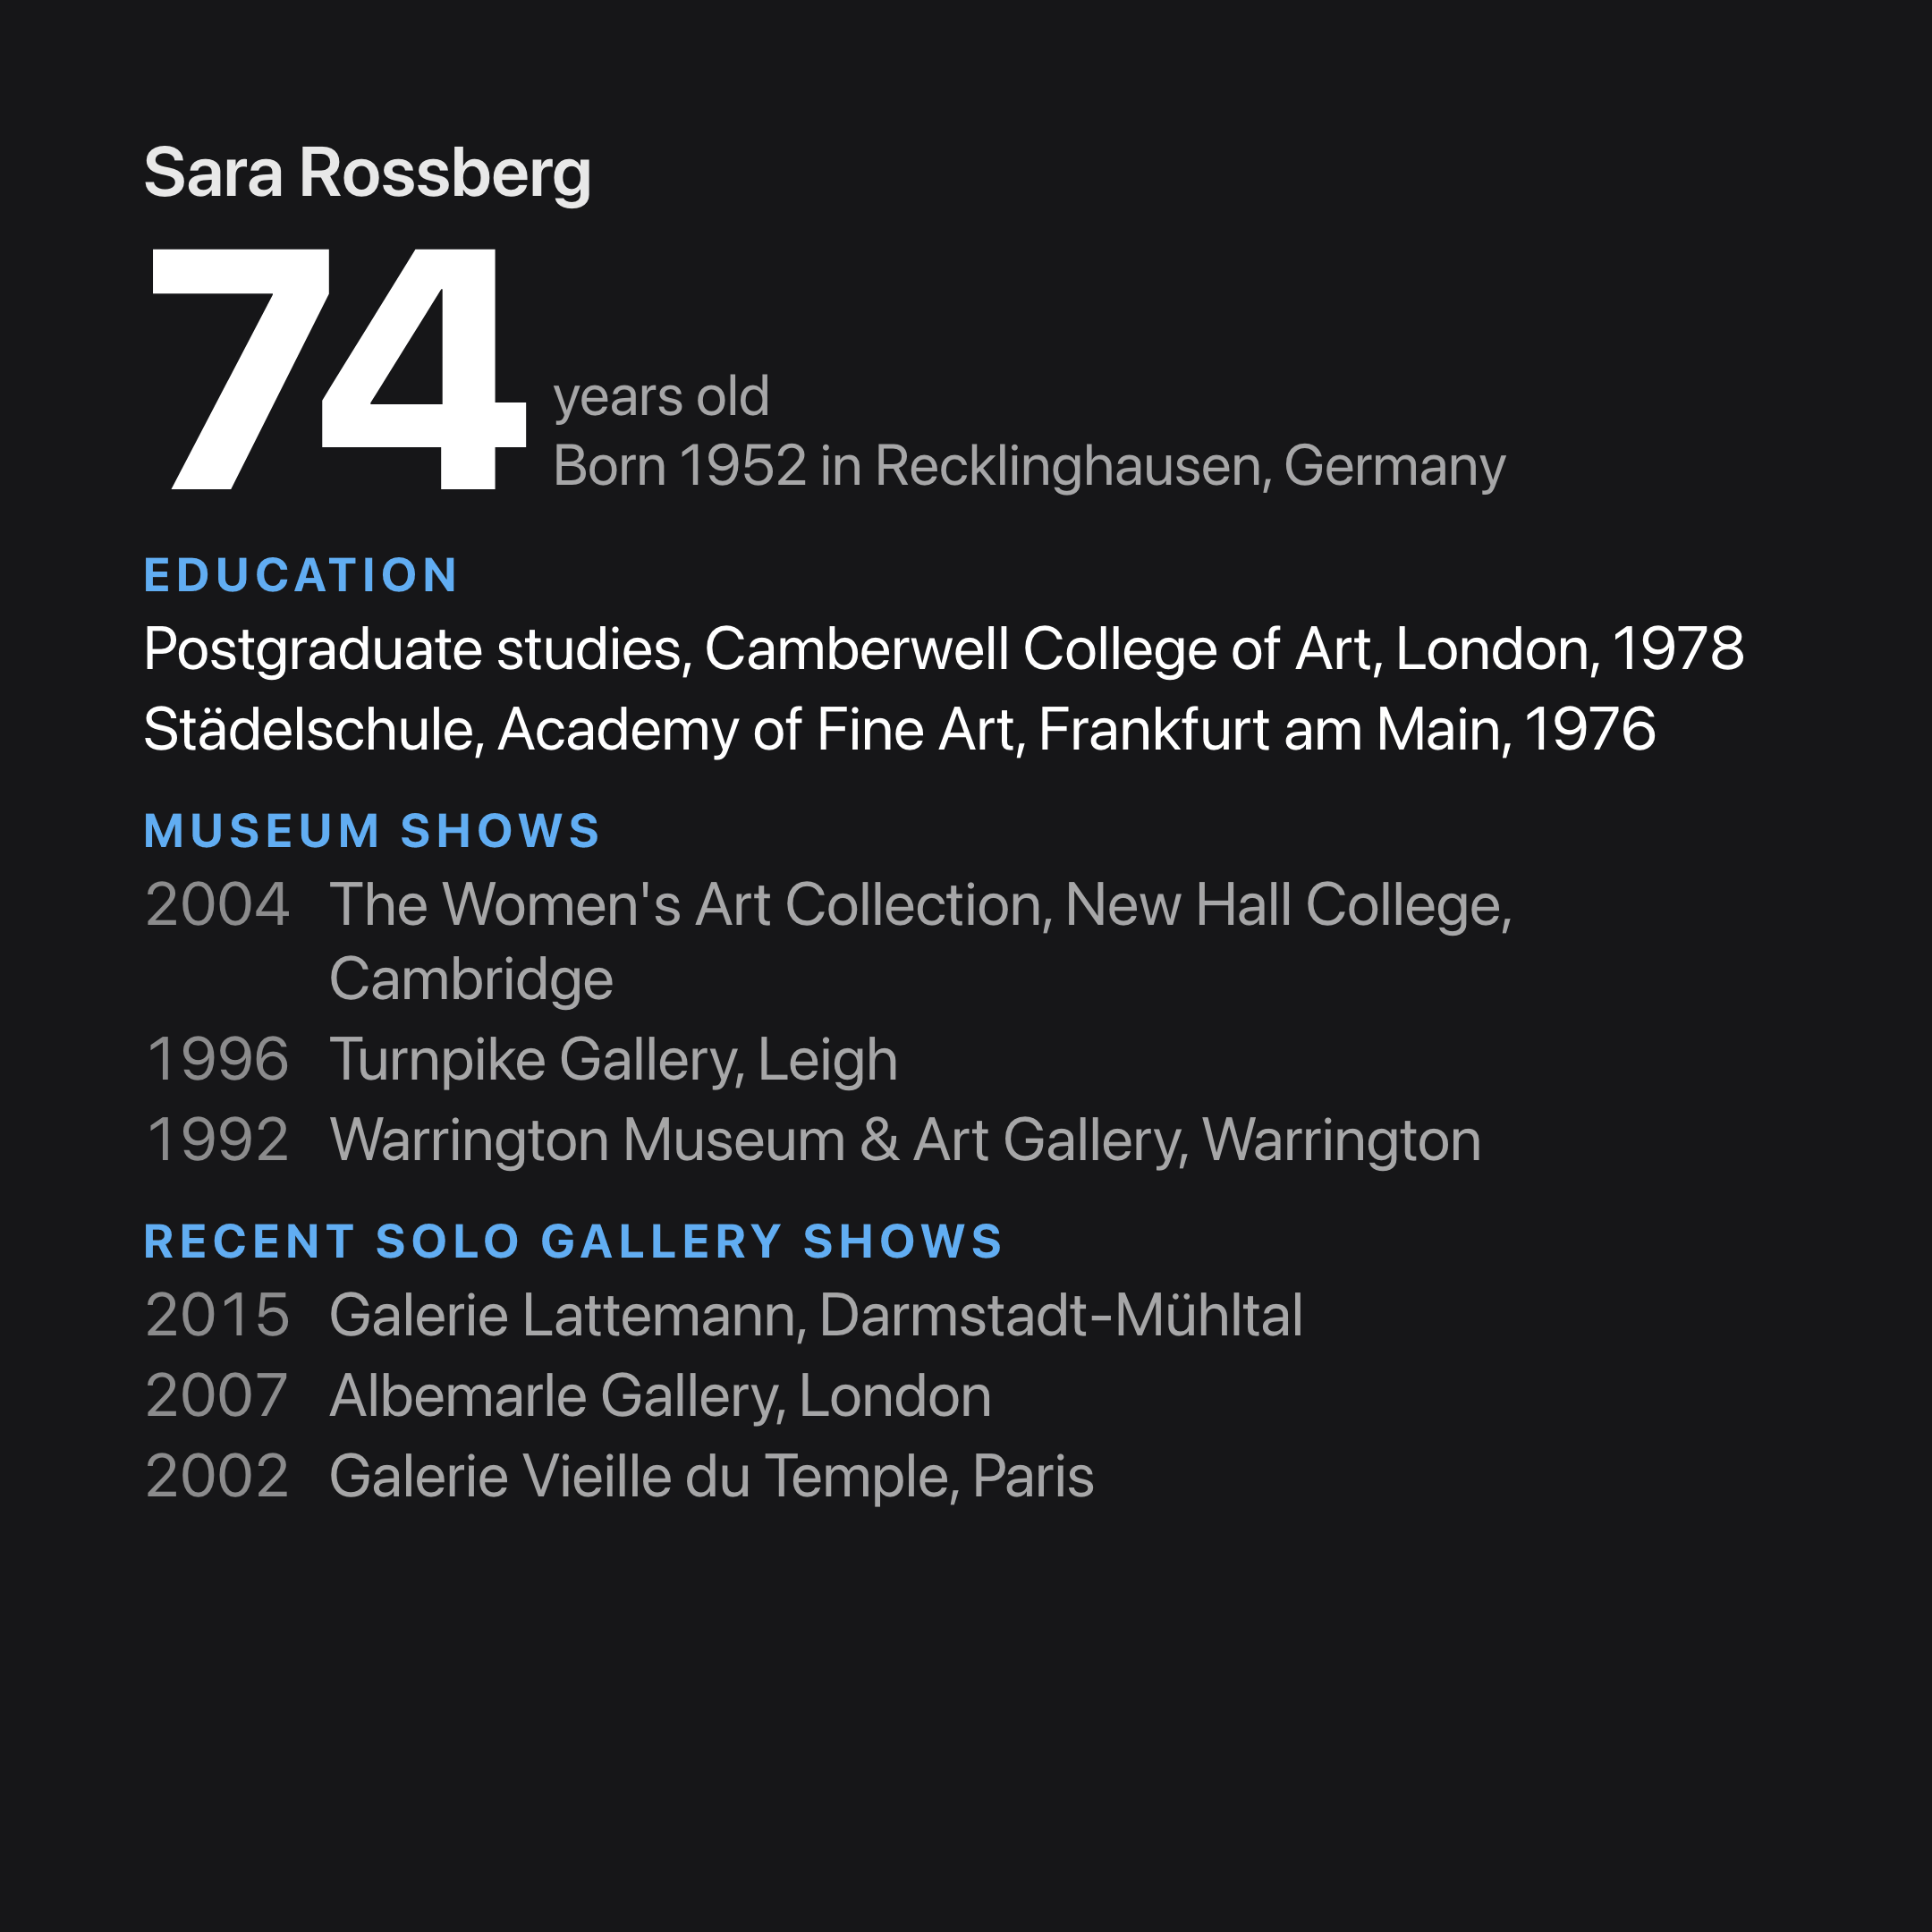 Sara Rossberg
74
years old
Born 1952 in Recklinghausen, Germany
EDUCATION
Postgraduate studies, Camberwell College of Art, London, 1978
Städelschule, Academy of Fine Art, Frankfurt am Main, 1976
MUSEUM SHOWS
2004 The Women's Art Collection, New Hall College,
Cambridge
1996 Turnpike Gallery, Leigh
1992 Warrington Museum & Art Gallery, Warrington
RECENT SOLO GALLERY SHOWS
2015 Galerie Lattemann, Darmstadt-Mühltal
2007 Albemarle Gallery, London
2002 Galerie Vieille du Temple, Paris